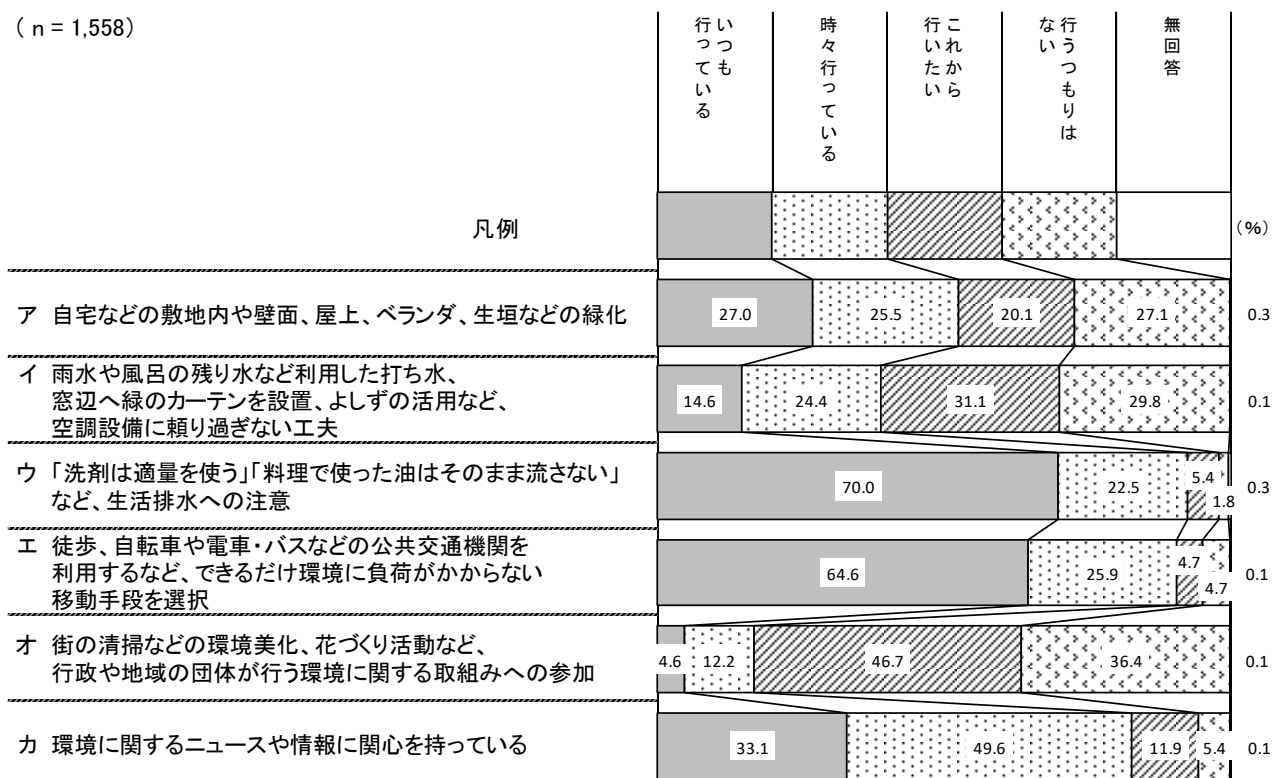 ( n = 1,558)
いつも
行っている
時々行っている
これから
行いたい
行うつもりは
ない
無回答
凡例
(%)
ア 自宅などの敷地内や壁面、屋上、ベランダ、生垣などの緑化
27.0 25.5 20.1 27.1 0.3
イ 雨水や風呂の残り水など利用した打ち水、
窓辺へ緑のカーテンを設置、よしずの活用など、
空調設備に頼り過ぎない工夫
14.6 24.4 31.1 29.8 0.1
ウ 「洗剤は適量を使う」「料理で使った油はそのまま流さない」
など、生活排水への注意
70.0 22.5 5.4 1.8 0.3
エ 徒歩、自転車や電車・バスなどの公共交通機関を
利用するなど、できるだけ環境に負荷がかからない
移動手段を選択
64.6 25.9 4.7 4.7 0.1
オ 街の清掃などの環境美化、花づくり活動など、
行政や地域の団体が行う環境に関する取組みへの参加
4.6 12.2 46.7 36.4 0.1
カ 環境に関するニュースや情報に関心を持っている
33.1 49.6 11.9 5.4 0.1